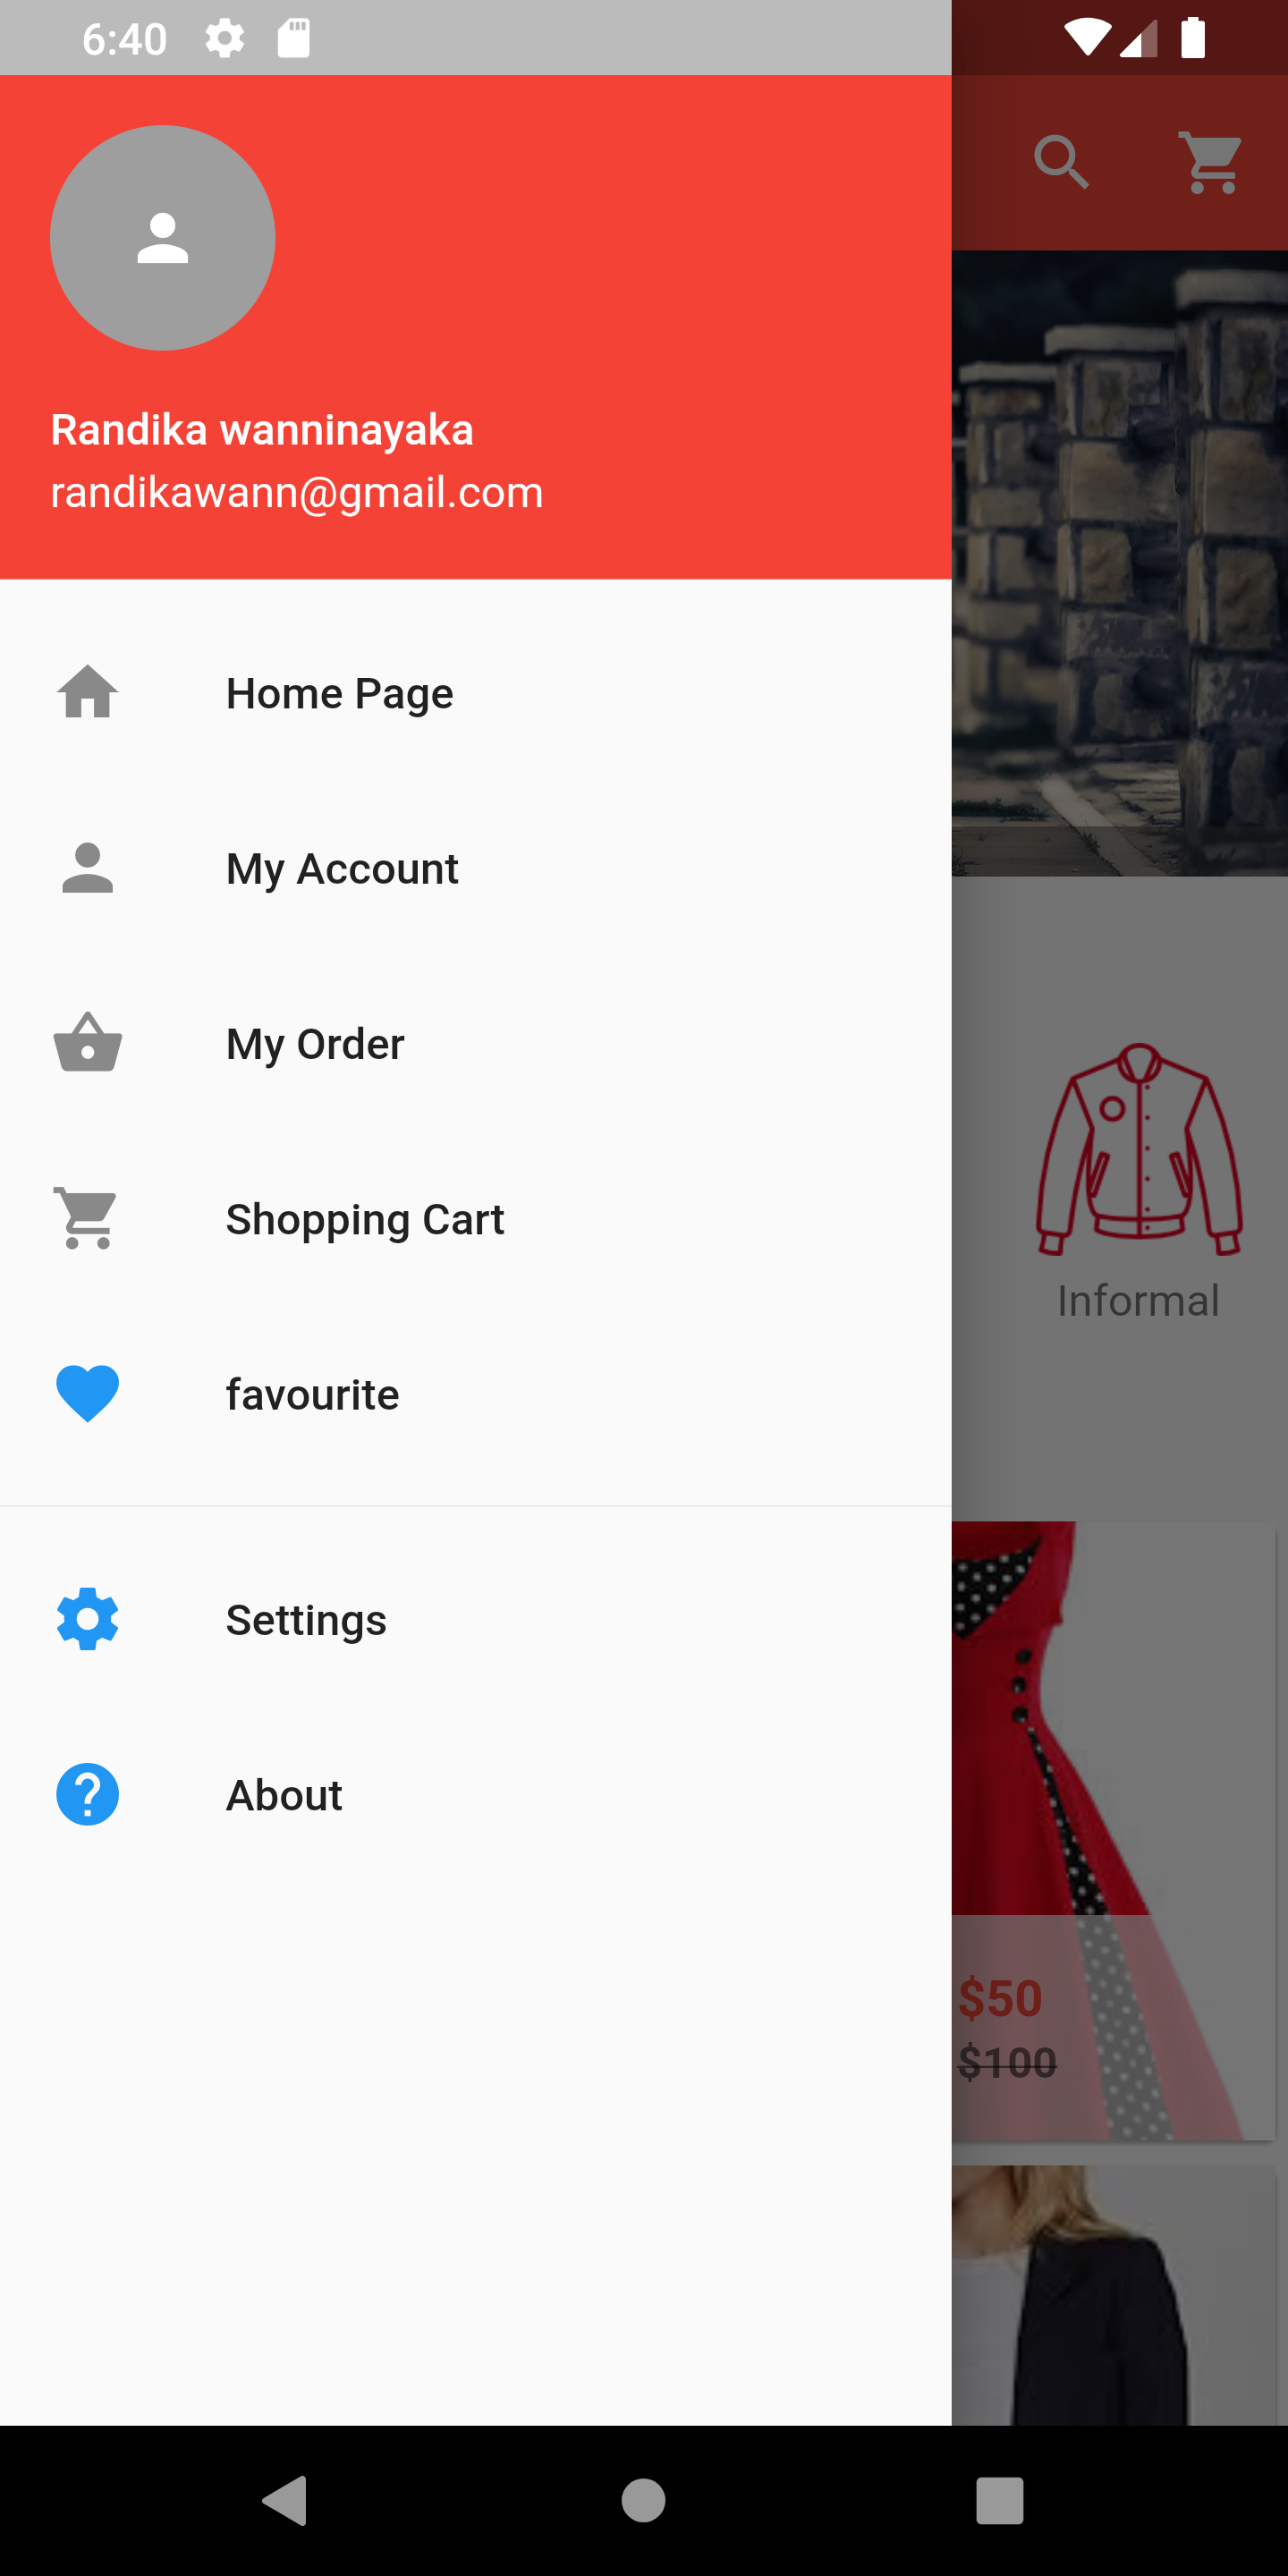 6:40
Randika wanninayaka
randikawann@gmail.com
Home Page
My Account
My Order
Shopping Cart
favourite
Settings
About
Informal
$50
$100